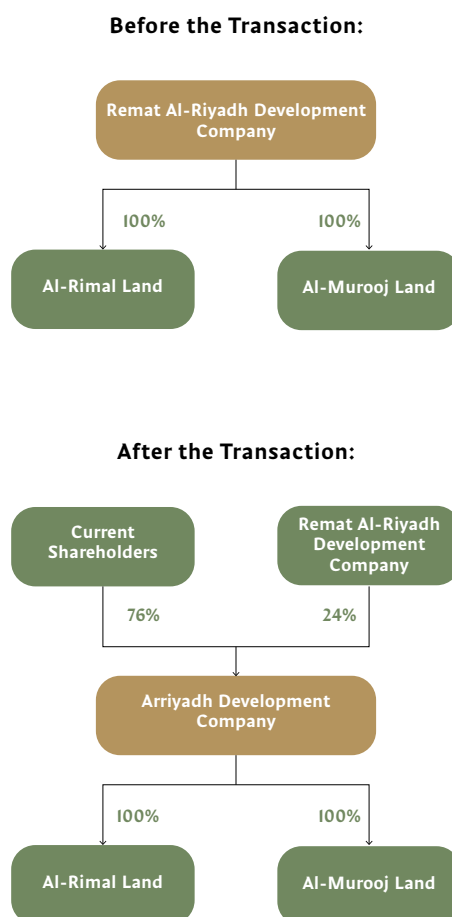 Before the Transaction:
Remat Al-Riyadh Development
Company
100%
100%
Al-Rimal Land
Al-Murooj Land
After the Transaction:
Current
Shareholders
Remat Al-Riyadh
Development
Company
76%
24%
Arriyadh Development
Company
100%
100%
Al-Rimal Land
Al-Murooj Land